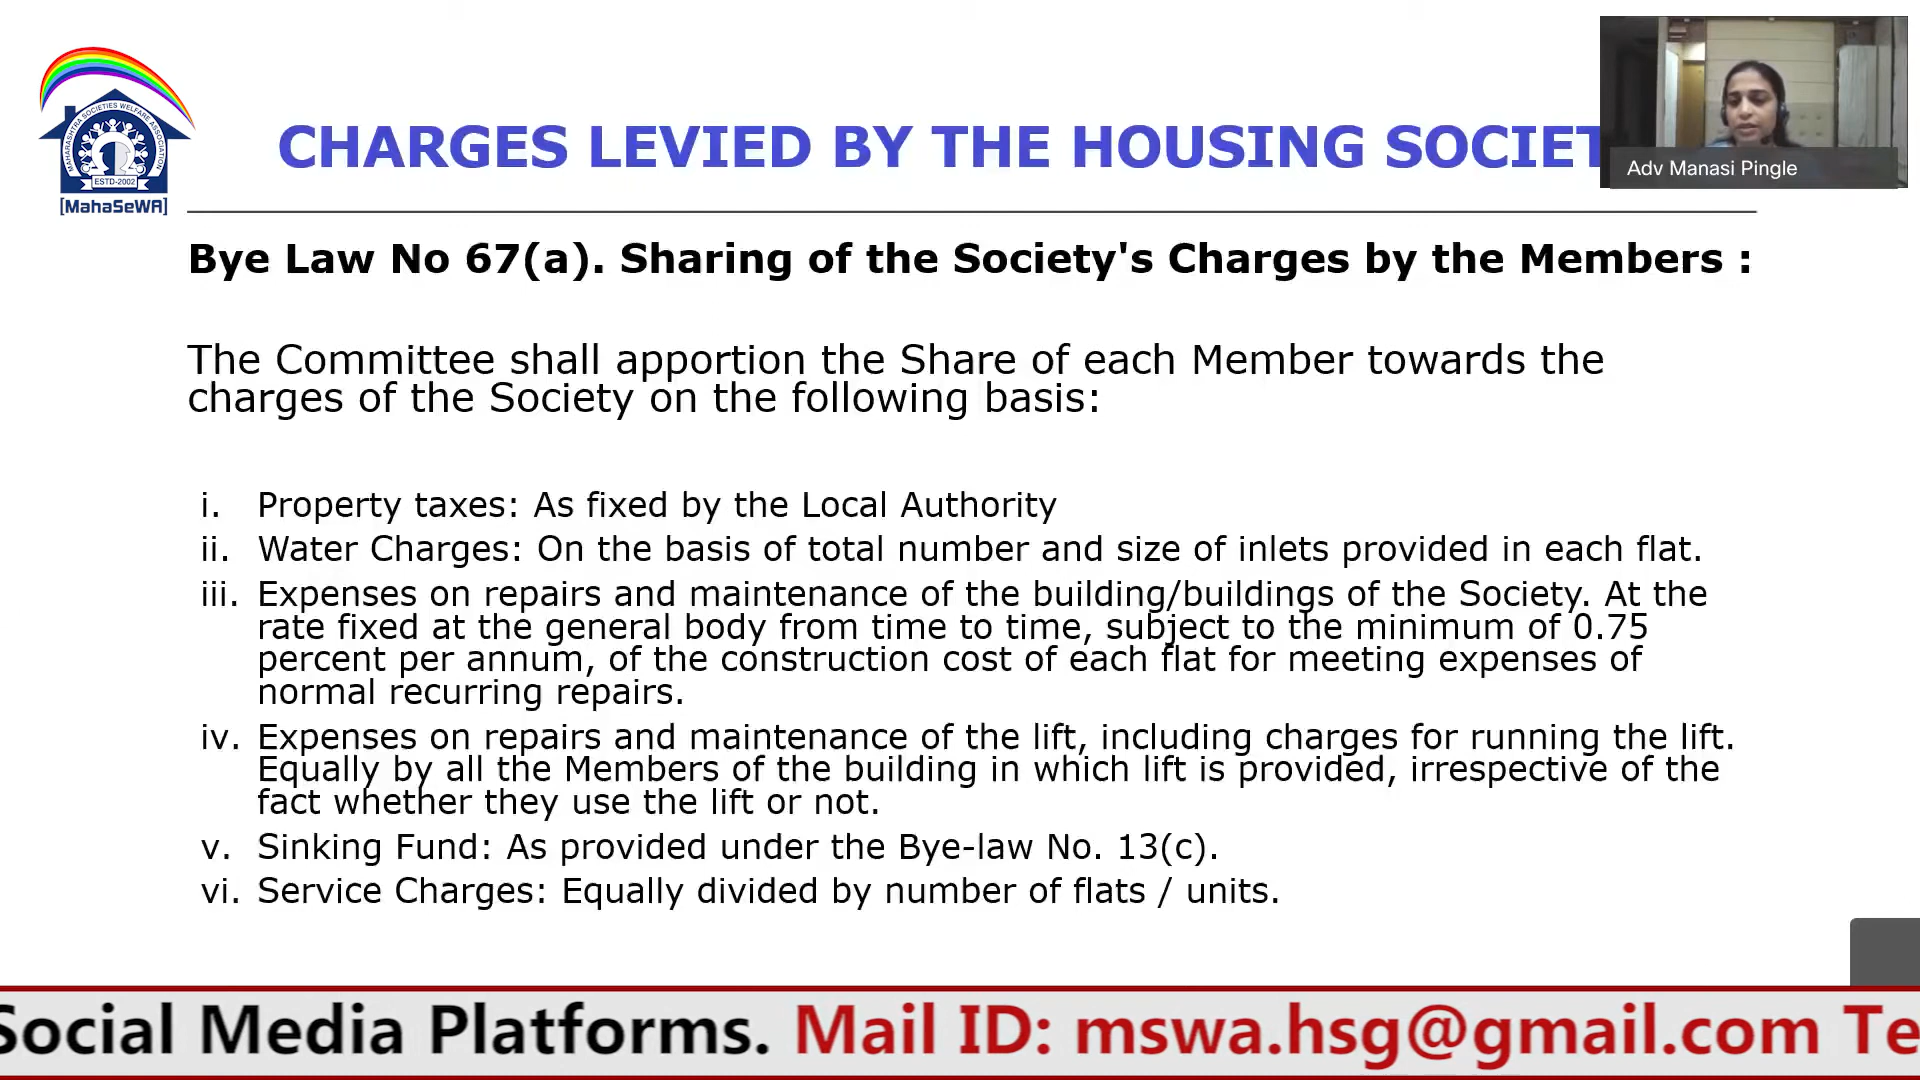 MAHARASHTRA SOCIETIES WELFARE ASSOCIATION
ESTD-2002
[MahaSeWA]
CHARGES LEVIED BY THE HOUSING SOCIET
Adv Manasi Pingle
Bye Law No 67(a). Sharing of the Society's Charges by the Members :
The Committee shall apportion the Share of each Member towards the
charges of the Society on the following basis:
i. Property taxes: As fixed by the Local Authority
ii. Water Charges: On the basis of total number and size of inlets provided in each flat.
iii. Expenses on repairs and maintenance of the building/buildings of the Society. At the
rate fixed at the general body from time to time, subject to the minimum of 0.75
percent per annum, of the construction cost of each flat for meeting expenses of
normal recurring repairs.
iv. Expenses on repairs and maintenance of the lift, including charges for running the lift.
Equally by all the Members of the building in which lift is provided, irrespective of the
fact whether they use the lift or not.
v. Sinking Fund: As provided under the Bye-law No. 13(c).
vi. Service Charges: Equally divided by number of flats / units.
Social Media Platforms. Mail ID: mswa.hsg@gmail.com Te